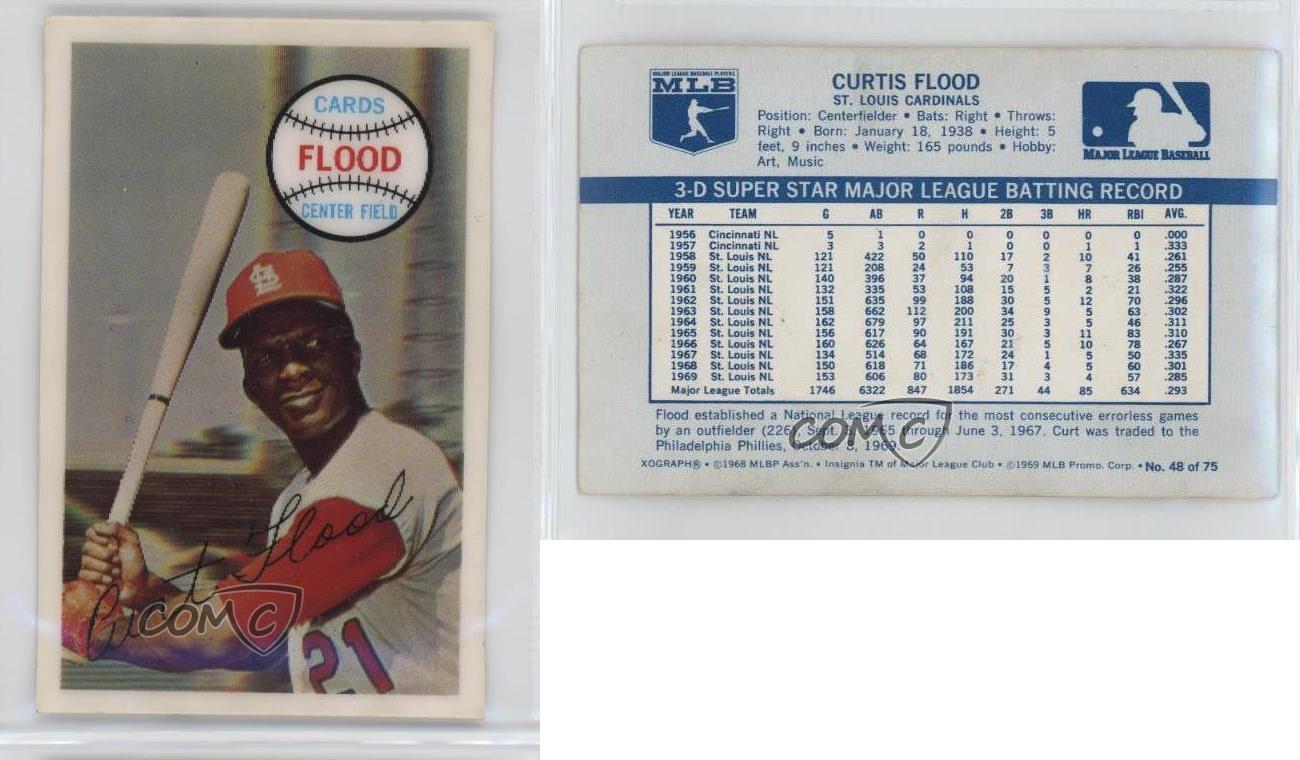 CARDS
FLOOD
CENTER FIELD
Curt Flood
21
COMC
MAJOR LEAGUE BASEBALL PLAYERS
MLB
CURTIS FLOOD
ST. LOUIS CARDINALS
Position: Centerfielder • Bats: Right • Throws:
Right • Born: January 18, 1938 • Height: 5
feet, 9 inches • Weight: 165 pounds • Hobby:
Art, Music
MAJOR LEAGUE BASEBALL
3-D SUPER STAR MAJOR LEAGUE BATTING RECORD
YEAR TEAM G AB R H 2B 3B HR RBI AVG.
1956 Cincinnati NL 5 1 0 0 0 0 0 0 .000
1957 Cincinnati NL 3 3 2 1 0 0 1 1 .333
1958 St. Louis NL 121 422 50 110 17 2 10 41 .261
1959 St. Louis NL 121 208 24 53 7 3 7 26 .255
1960 St. Louis NL 140 396 37 94 20 1 8 38 .287
1961 St. Louis NL 132 335 53 108 15 5 2 21 .322
1962 St. Louis NL 151 635 99 188 30 5 12 70 .296
1963 St. Louis NL 158 662 112 200 34 9 5 63 .302
1964 St. Louis NL 162 679 97 211 25 3 5 46 .311
1965 St. Louis NL 156 617 90 191 30 3 11 83 .310
1966 St. Louis NL 160 626 64 167 21 5 10 78 .267
1967 St. Louis NL 134 514 68 172 24 1 5 50 .335
1968 St. Louis NL 150 618 71 186 17 4 5 60 .301
1969 St. Louis NL 153 606 80 173 31 3 4 57 .285
Major League Totals 1746 6322 847 1854 271 44 85 634 .293
Flood established a National League record for the most consecutive errorless games
by an outfielder (226), Sept. 3, 1965 through June 3, 1967. Curt was traded to the
Philadelphia Phillies, October 8, 1969.
COMC
XOGRAPH® • ©1968 MLBP Ass'n. • Insignia TM of Major League Club • ©1969 MLB Promo. Corp. • No. 48 of 75